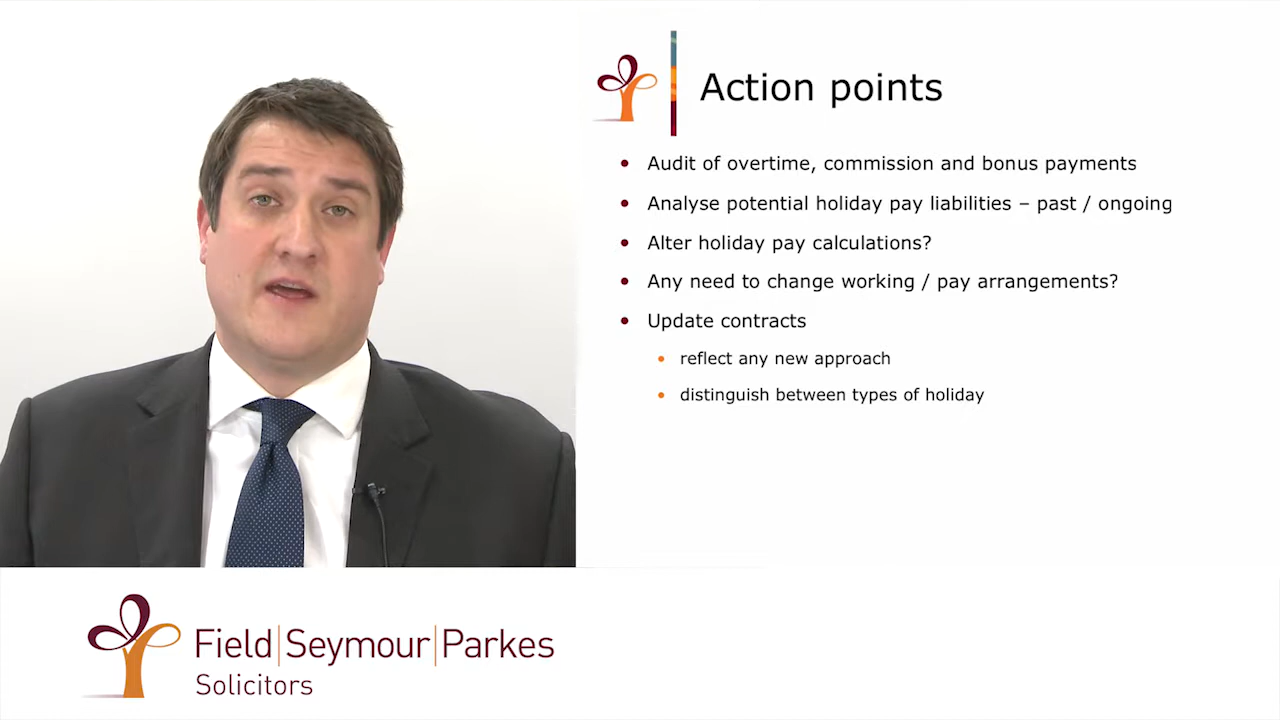 Action points
Audit of overtime, commission and bonus payments
Analyse potential holiday pay liabilities – past / ongoing
Alter holiday pay calculations?
Any need to change working / pay arrangements?
Update contracts
reflect any new approach
distinguish between types of holiday
Field|Seymour|Parkes
Solicitors